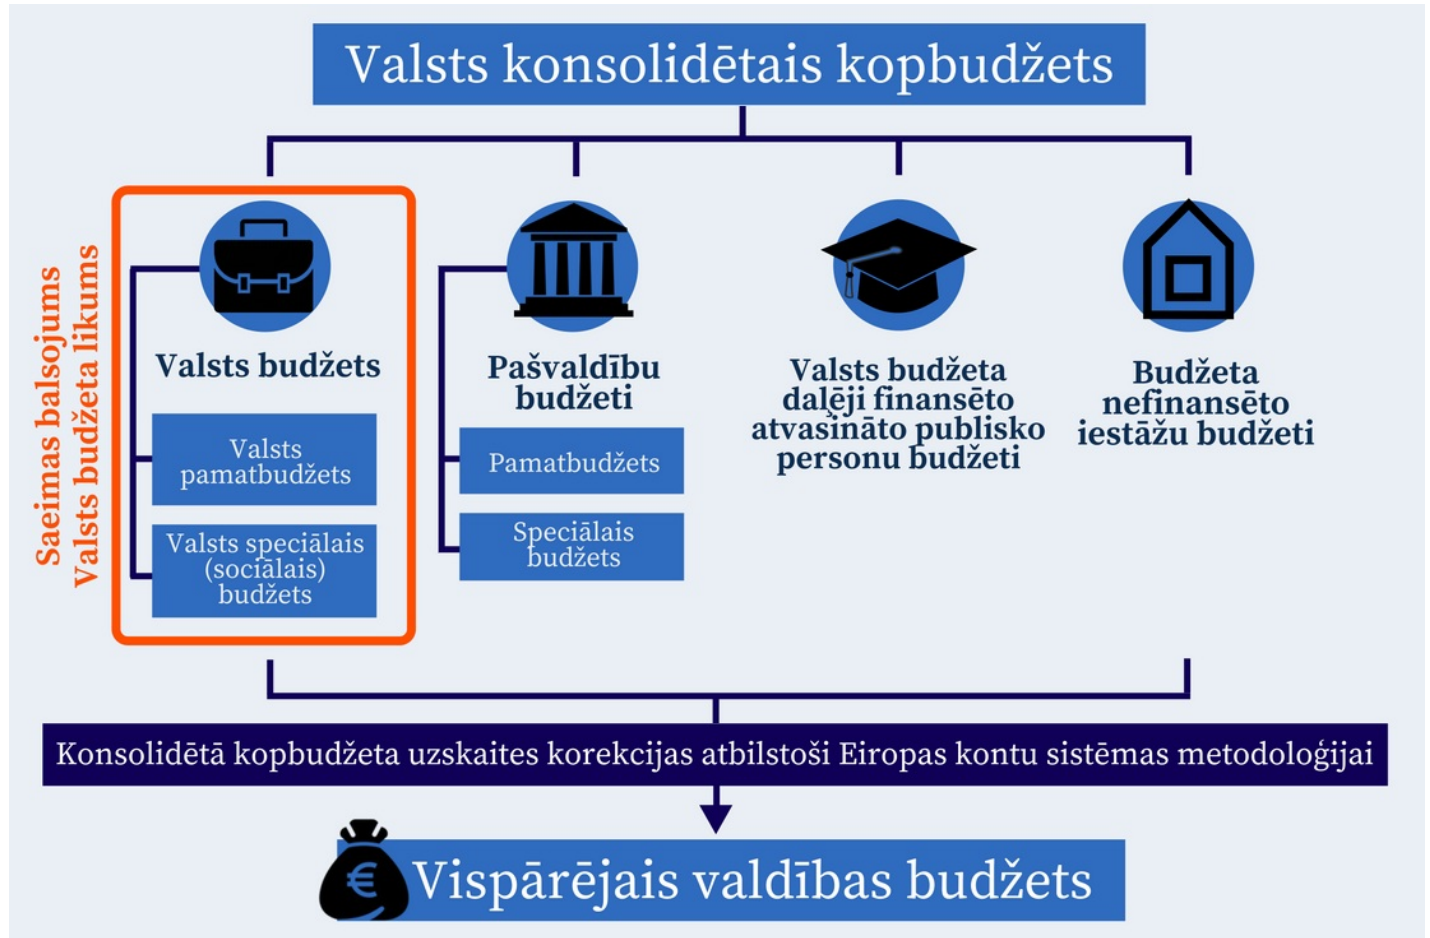 Valsts konsolidētais kopbudžets
Saeimas balsojums
Valsts budžeta likums
Valsts budžets
Valsts
pamatbudžets
Valsts speciālais
(sociālais)
budžets
Pašvaldību
budžeti
Pamatbudžets
Speciālais
budžets
Valsts budžeta
daļēji finansēto
atvasināto publisko
personu budžeti
Budžeta
nefinansēto
iestāžu budžeti
Konsolidētā kopbudžeta uzskaites korekcijas atbilstoši Eiropas kontu sistēmas metodoloģijai
€
Vispārējais valdības budžets